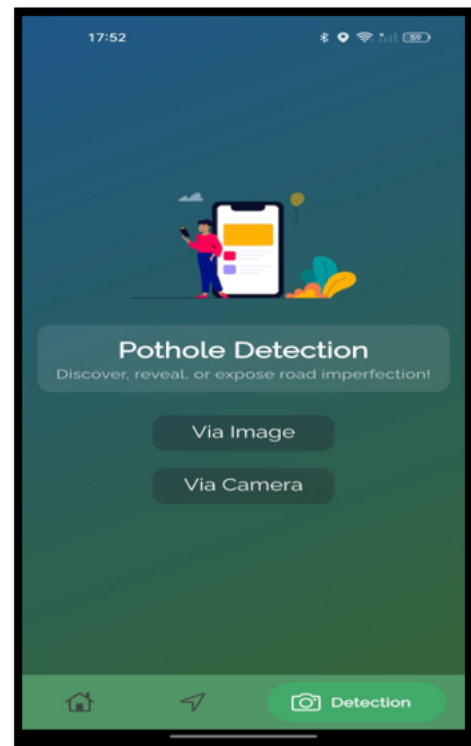 17:52
59
Pothole Detection
Discover, reveal, or expose road imperfection!
Via Image
Via Camera
Detection